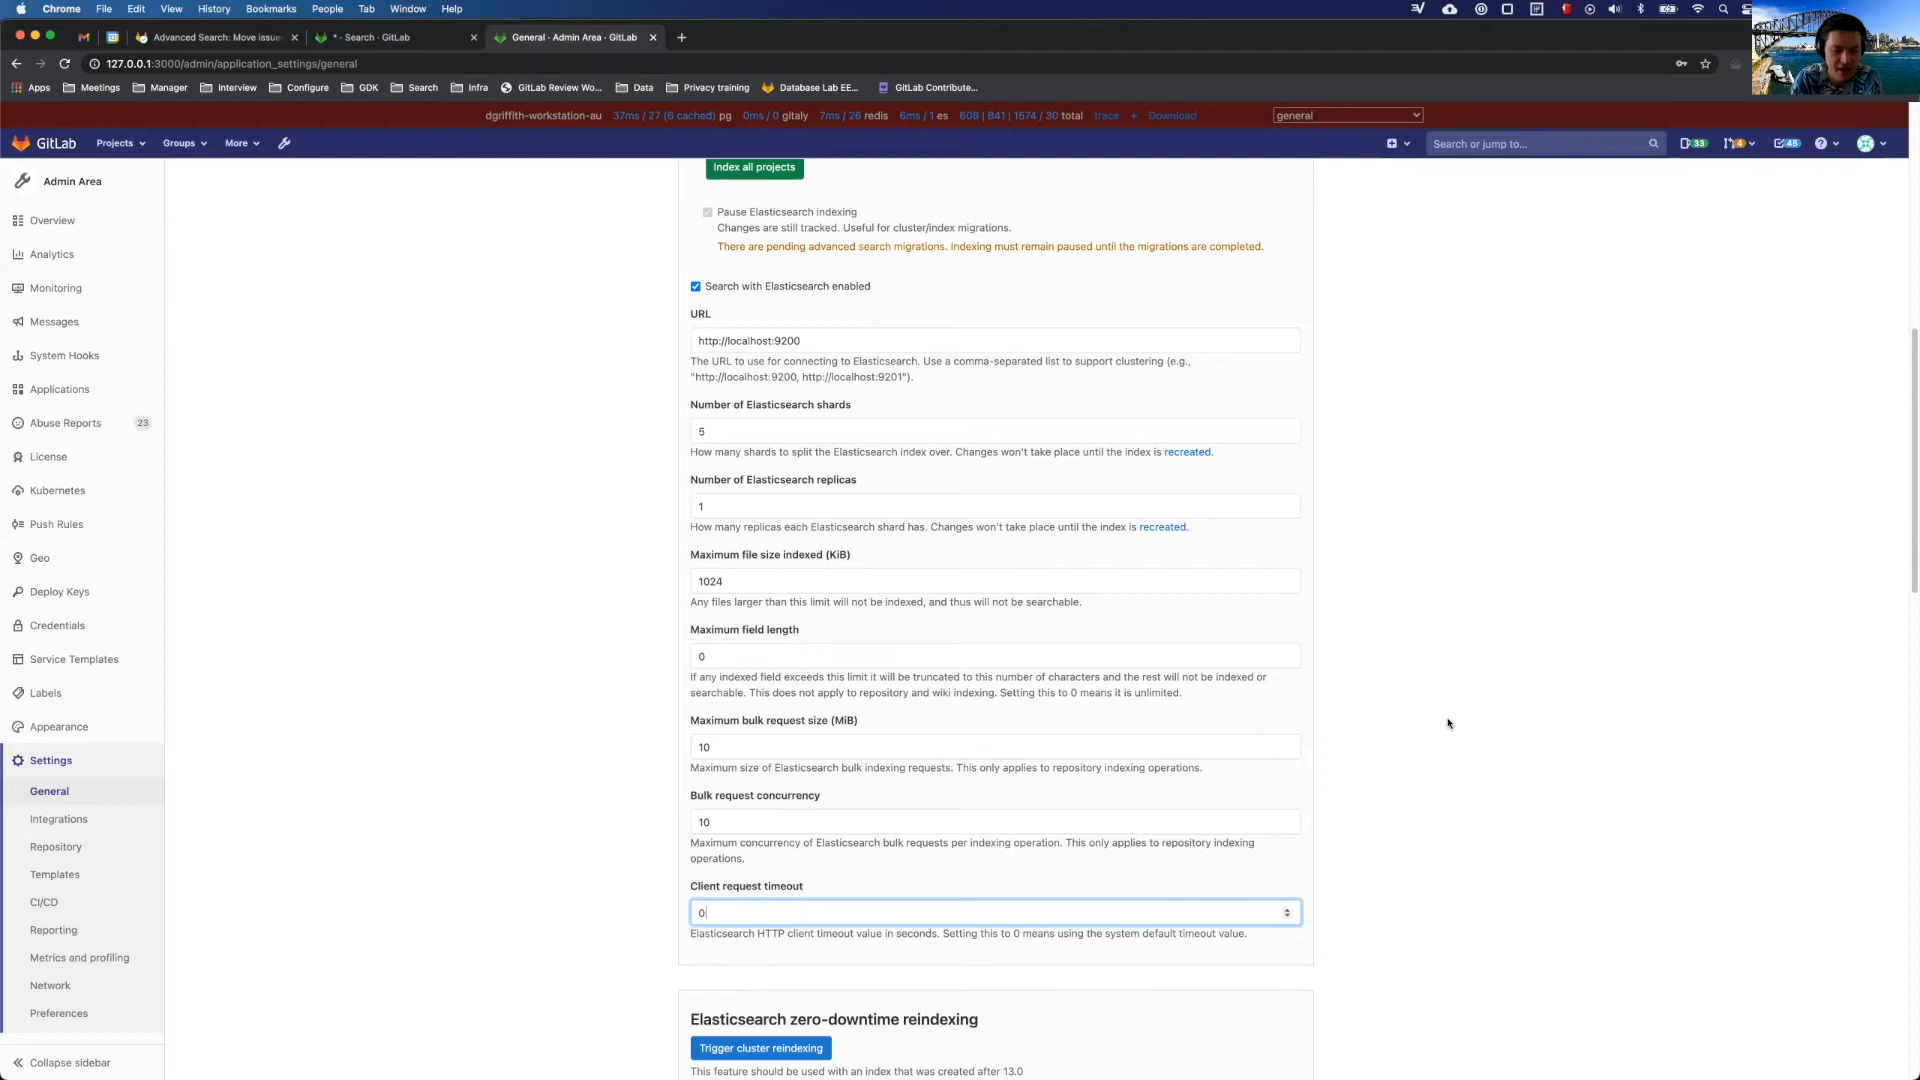 Chrome File Edit View History Bookmarks People Tab Window Help
Advanced Search: Move issues
* · Search · GitLab
General · Admin Area · GitLab
127.0.0.1:3000/admin/application_settings/general
Apps Meetings Manager Interview Configure GDK Search Infra GitLab Review Wo... Data Privacy training Database Lab EE... GitLab Contribute...
dgriffith-workstation-au 37ms / 27 (6 cached) pg 0ms / 0 gitaly 7ms / 26 redis 6ms / 1 es 608 | 841 | 1574 / 30 total trace + Download general
GitLab Projects Groups More Search or jump to... 33 4 45
Admin Area
Overview
Analytics
Monitoring
Messages
System Hooks
Applications
Abuse Reports 23
License
Kubernetes
Push Rules
Geo
Deploy Keys
Credentials
Service Templates
Labels
Appearance
Settings
General
Integrations
Repository
Templates
CI/CD
Reporting
Metrics and profiling
Network
Preferences
Collapse sidebar
Index all projects
Pause Elasticsearch indexing
Changes are still tracked. Useful for cluster/index migrations.
There are pending advanced search migrations. Indexing must remain paused until the migrations are completed.
Search with Elasticsearch enabled
URL
http://localhost:9200
The URL to use for connecting to Elasticsearch. Use a comma-separated list to support clustering (e.g.,
"http://localhost:9200, http://localhost:9201").
Number of Elasticsearch shards
5
How many shards to split the Elasticsearch index over. Changes won't take place until the index is recreated.
Number of Elasticsearch replicas
1
How many replicas each Elasticsearch shard has. Changes won't take place until the index is recreated.
Maximum file size indexed (KiB)
1024
Any files larger than this limit will not be indexed, and thus will not be searchable.
Maximum field length
0
If any indexed field exceeds this limit it will be truncated to this number of characters and the rest will not be indexed or
searchable. This does not apply to repository and wiki indexing. Setting this to 0 means it is unlimited.
Maximum bulk request size (MiB)
10
Maximum size of Elasticsearch bulk indexing requests. This only applies to repository indexing operations.
Bulk request concurrency
10
Maximum concurrency of Elasticsearch bulk requests per indexing operation. This only applies to repository indexing
operations.
Client request timeout
0
Elasticsearch HTTP client timeout value in seconds. Setting this to 0 means using the system default timeout value.
Elasticsearch zero-downtime reindexing
Trigger cluster reindexing
This feature should be used with an index that was created after 13.0